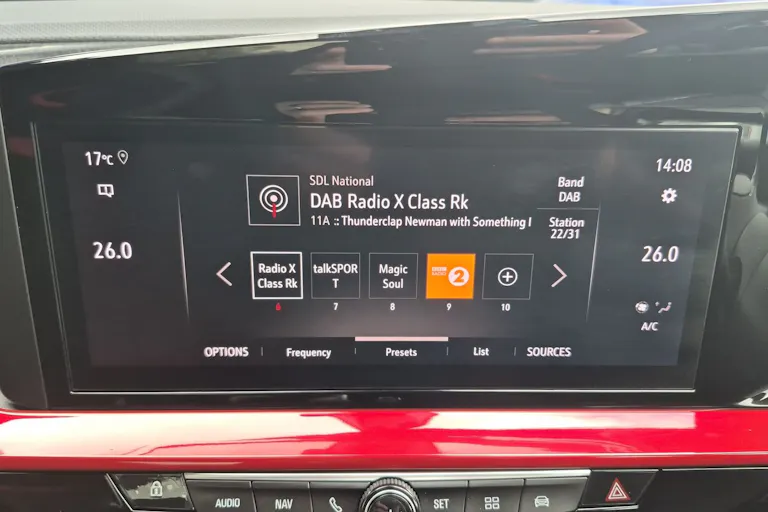 17°C
14:08
SDL National
DAB Radio X Class Rk
11A :: Thunderclap Newman with Something I
Band
DAB
Station
22/31
26.0
26.0
Radio X
Class Rk
talkSPOR
T
Magic
Soul
RADIO 2
6
7
8
9
10
A/C
OPTIONS
Frequency
Presets
List
SOURCES
AUDIO
NAV
SET